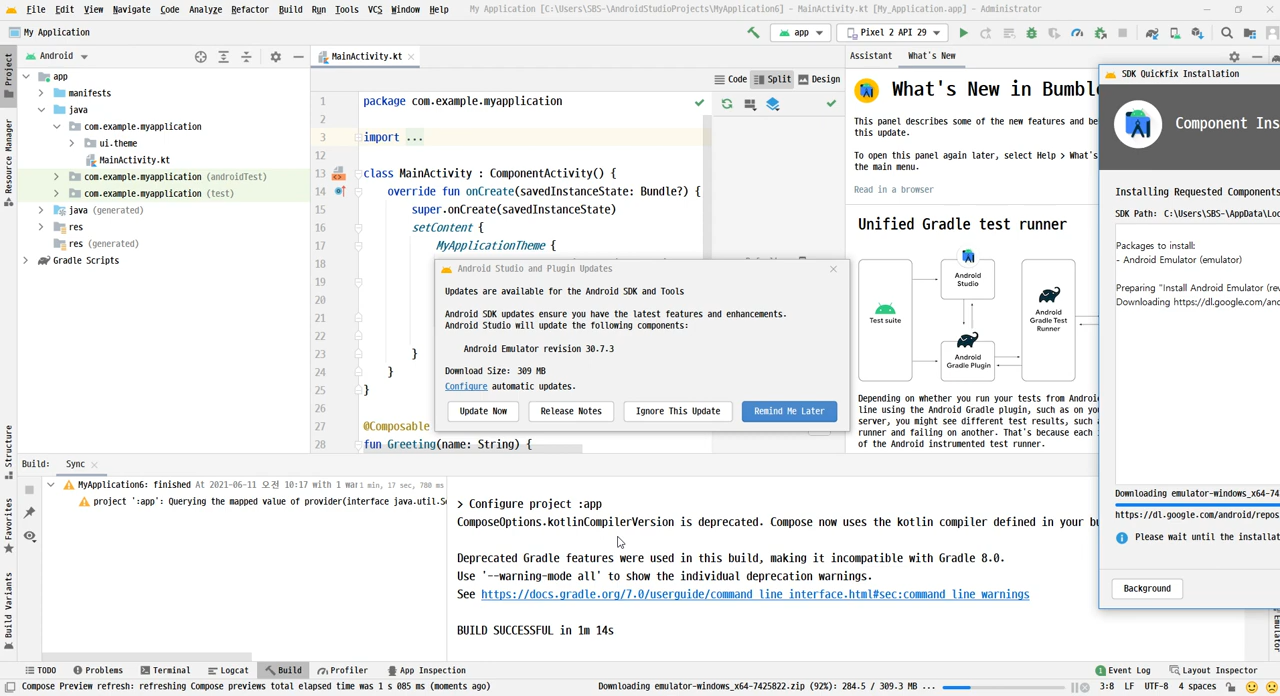 File Edit View Navigate Code Analyze Refactor Build Run Tools VCS Window Help My Application [C:\Users\SBS-\AndroidStudioProjects\MyApplication6] - MainActivity.kt [My_Application.app] - Administrator
My Application
app
Pixel 2 API 29
Project
Resource Manager
Structure
Favorites
Build Variants
Android
app
manifests
java
com.example.myapplication
ui.theme
MainActivity.kt
com.example.myapplication (androidTest)
com.example.myapplication (test)
java (generated)
res
res (generated)
Gradle Scripts
MainActivity.kt
Code Split Design
1 package com.example.myapplication
2
3 import ...
12
13 class MainActivity : ComponentActivity() {
14 override fun onCreate(savedInstanceState: Bundle?) {
15 super.onCreate(savedInstanceState)
16 setContent {
17 MyApplicationTheme {
18
19
20
21
22
23 }
24 }
25 }
26
27 @Composable
28 fun Greeting(name: String) {
Android Studio and Plugin Updates
Updates are available for the Android SDK and Tools
Android SDK updates ensure you have the latest features and enhancements.
Android Studio will update the following components:
Android Emulator revision 30.7.3
Download Size: 309 MB
Configure automatic updates.
Update Now Release Notes Ignore This Update Remind Me Later
Assistant What's New
What's New in Bumbl
This panel describes some of the new features and be
this update.
To open this panel again later, select Help > What's
the main menu.
Read in a browser
Unified Gradle test runner
Test suite
Android
Studio
Android
Gradle Plugin
Android
Gradle Test
Runner
Depending on whether you run your tests from Androi
line using the Android Gradle plugin, such as on you
server, you might see different test results, such a
runner and failing on another. That's because each
of the Android instrumented test runner.
SDK Quickfix Installation
Component Ins
Installing Requested Components
SDK Path: C:\Users\SBS-\AppData\Loc
Packages to install:
- Android Emulator (emulator)
Preparing "Install Android Emulator (rev
Downloading https://dl.google.com/anc
Downloading emulator-windows_x64-74
https://dl.google.com/android/repos
Please wait until the installat
Background
Emulator
Build: Sync
MyApplication6: finished At 2021-06-11 오전 10:17 with 1 war 1 min, 17 sec, 780 ms
project ':app': Querying the mapped value of provider(interface java.util.Se
> Configure project :app
ComposeOptions.kotlinCompilerVersion is deprecated. Compose now uses the kotlin compiler defined in your bu
Deprecated Gradle features were used in this build, making it incompatible with Gradle 8.0.
Use '--warning-mode all' to show the individual deprecation warnings.
See https://docs.gradle.org/7.0/userguide/command_line_interface.html#sec:command_line_warnings
BUILD SUCCESSFUL in 1m 14s
TODO Problems Terminal Logcat Build Profiler App Inspection 1 Event Log Layout Inspector
Compose Preview refresh: refreshing Compose previews total elapsed time was 1 s 085 ms (moments ago) Downloading emulator-windows_x64-7425822.zip (92%): 284.5 / 309.3 MB ... 3:8 LF UTF-8 4 spaces